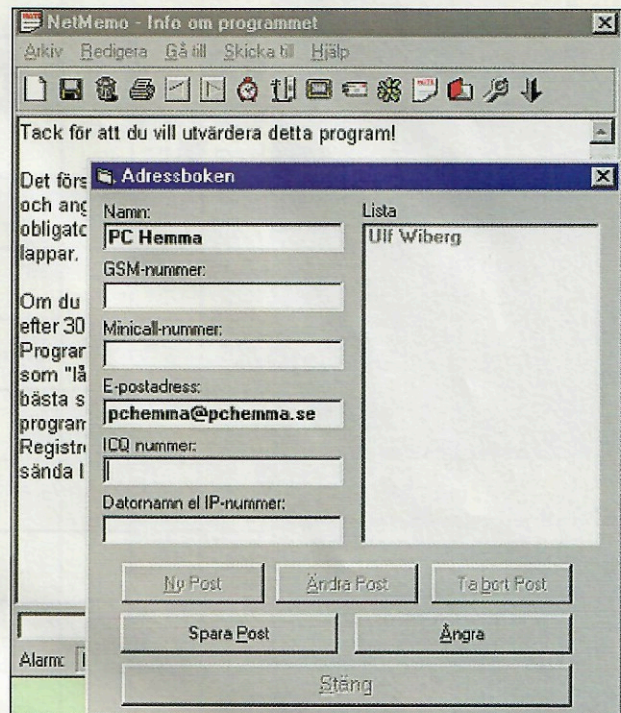 NetMemo - Info om programmet
Arkiv Redigera Gå till Skicka till Hjälp
Tack för att du vill utvärdera detta program!
Det förs
och ang
obligato
lappar.
Om du
efter 30
Program
som "lå
bästa s
program
Registre
sända l
Adressboken
Namn:
PC Hemma
GSM-nummer:
Minicall-nummer:
E-postadress:
pchemma@pchemma.se
ICQ nummer:
Datornamn el IP-nummer:
Lista
Ulf Wiberg
Ny Post Ändra Post Ta bort Post
Spara Post Ångra
Stäng
Alarm: